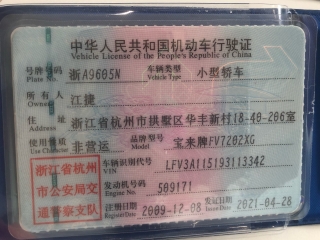 中华人民共和国机动车行驶证
Vehicle License of the People's Republic of China
号牌号码 浙A9605N 车辆类型 小型轿车
Plate No. Vehicle Type
所有人 江捷
Owner
住址 浙江省杭州市拱墅区华丰新村18-40-206室
Address
使用性质 非营运 品牌型号 宝来牌FV7202XG
Use Character Model
浙江省杭州市公安局交通警察支队
车辆识别代号 LFV3A115193113342
VIN
发动机号码 509171
Engine No.
注册日期 2009-12-08 发证日期 2021-04-28
Register Date Issue Date